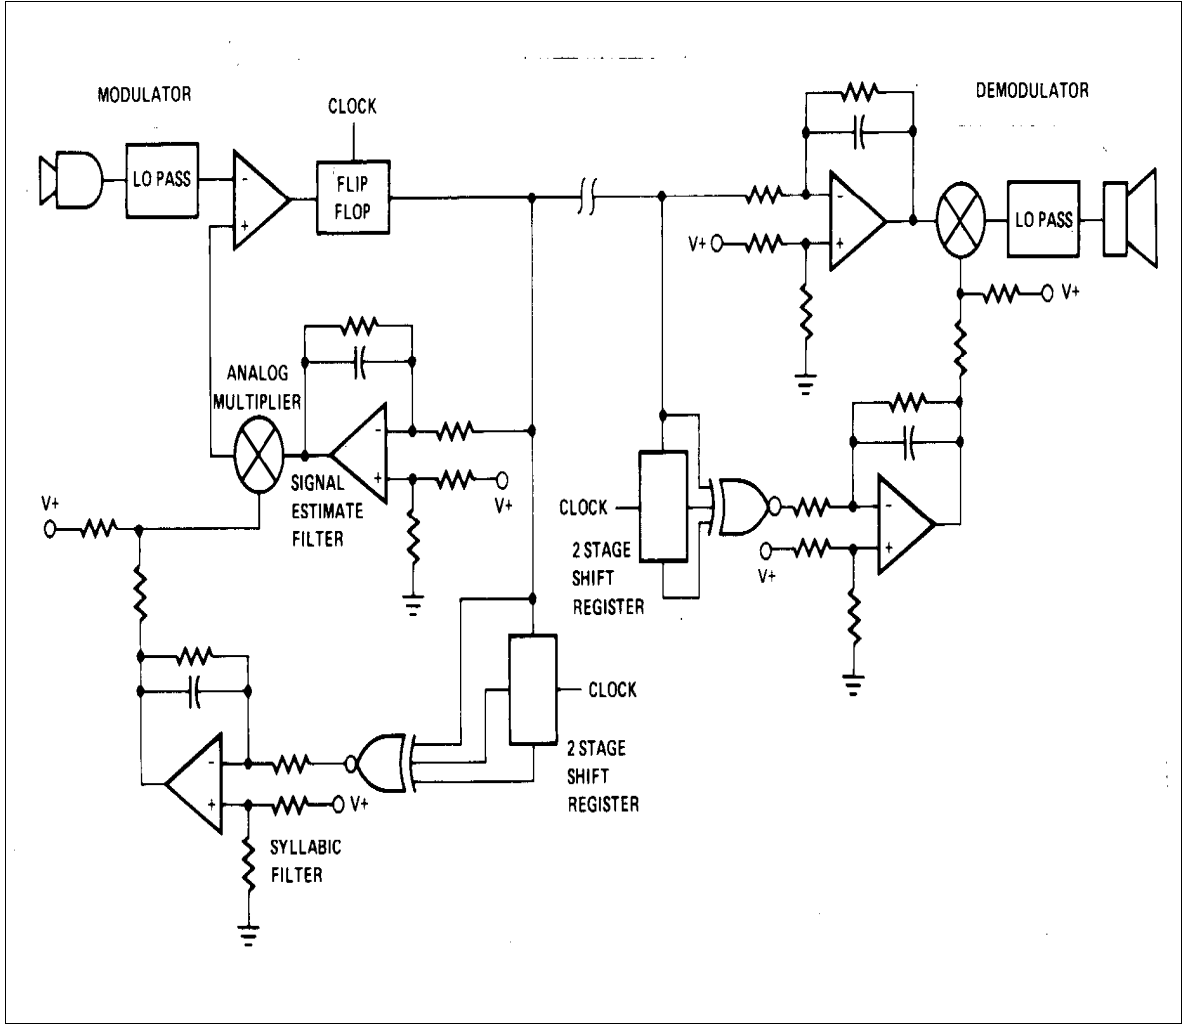 MODULATOR
CLOCK
DEMODULATOR
LO PASS
-
+
FLIP
FLOP
-
+
V+
LO PASS
V+
ANALOG
MULTIPLIER
-
+
V+
SIGNAL
ESTIMATE
FILTER
V+
CLOCK
2 STAGE
SHIFT
REGISTER
-
+
V+
CLOCK
2 STAGE
SHIFT
REGISTER
-
+
V+
SYLLABIC
FILTER